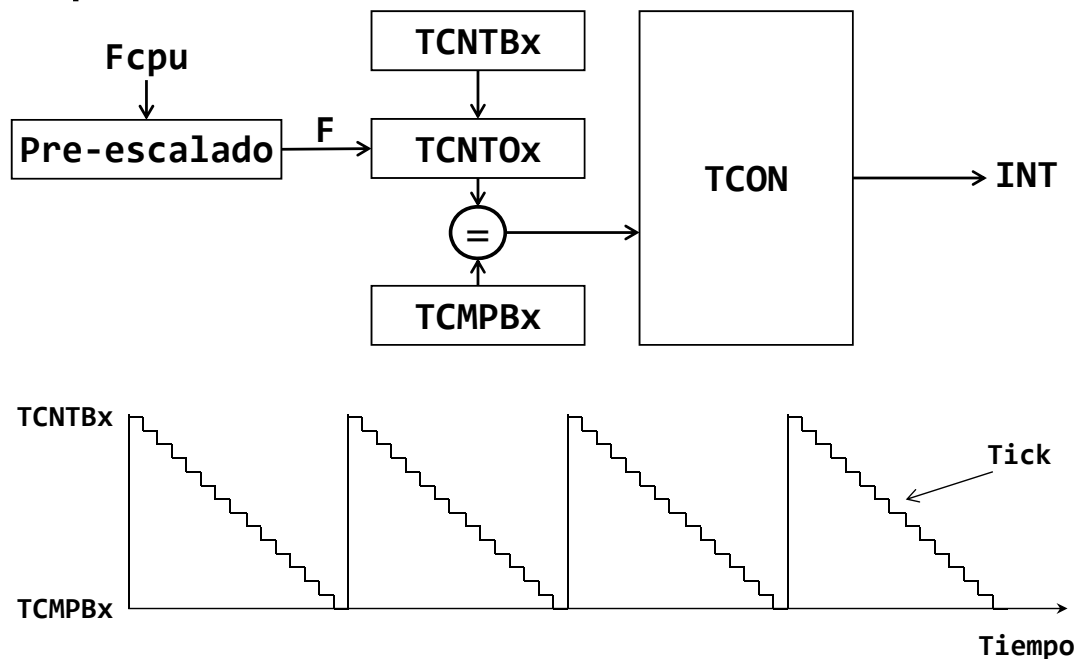 TCNTBx
Fcpu
Pre-escalado
F
TCNTOx
TCON
INT
=
TCMPBx
TCNTBx
Tick
TCMPBx
Tiempo